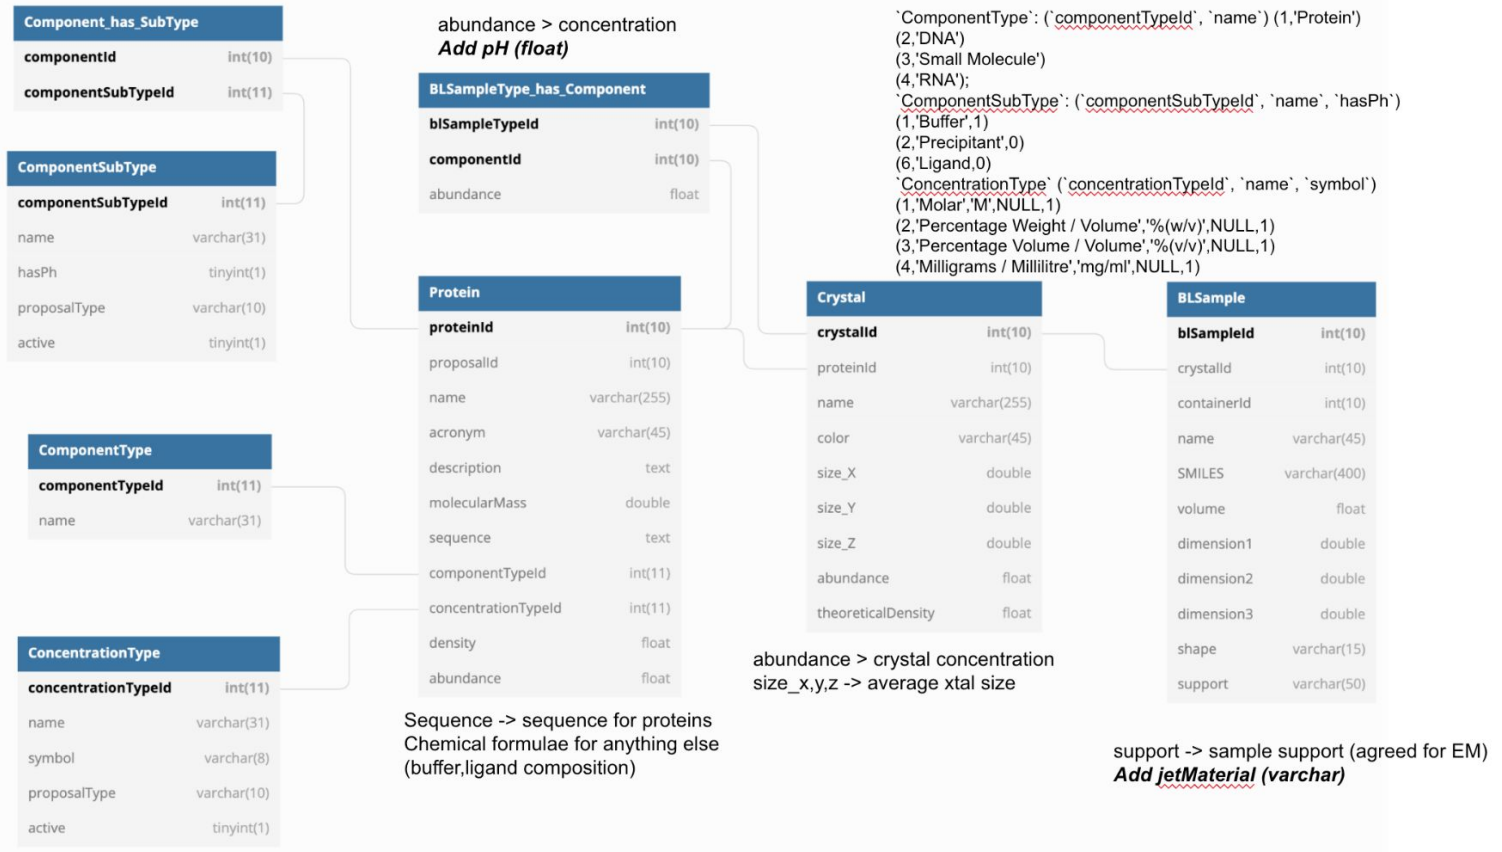 Component_has_SubType
componentId int(10)
componentSubTypeId int(11)
ComponentSubType
componentSubTypeId int(11)
name varchar(31)
hasPh tinyint(1)
proposalType varchar(10)
active tinyint(1)
ComponentType
componentTypeId int(11)
name varchar(31)
ConcentrationType
concentrationTypeId int(11)
name varchar(31)
symbol varchar(8)
proposalType varchar(10)
active tinyint(1)
abundance > concentration
Add pH (float)
BLSampleType_has_Component
blSampleTypeId int(10)
componentId int(10)
abundance float
Protein
proteinId int(10)
proposalId int(10)
name varchar(255)
acronym varchar(45)
description text
molecularMass double
sequence text
componentTypeId int(11)
concentrationTypeId int(11)
density float
abundance float
Sequence -> sequence for proteins
Chemical formulae for anything else
(buffer,ligand composition)
`ComponentType`: (`componentTypeId`, `name`) (1,'Protein')
(2,'DNA')
(3,'Small Molecule')
(4,'RNA');
`ComponentSubType`: (`componentSubTypeId`, `name`, `hasPh`)
(1,'Buffer',1)
(2,'Precipitant',0)
(6,'Ligand,0)
`ConcentrationType` (`concentrationTypeId`, `name`, `symbol`)
(1,'Molar','M',NULL,1)
(2,'Percentage Weight / Volume','%(w/v)',NULL,1)
(3,'Percentage Volume / Volume','%(v/v)',NULL,1)
(4,'Milligrams / Millilitre','mg/ml',NULL,1)
Crystal
crystalId int(10)
proteinId int(10)
name varchar(255)
color varchar(45)
size_X double
size_Y double
size_Z double
abundance float
theoreticalDensity float
abundance > crystal concentration
size_x,y,z -> average xtal size
BLSample
blSampleId int(10)
crystalId int(10)
containerId int(10)
name varchar(45)
SMILES varchar(400)
volume float
dimension1 double
dimension2 double
dimension3 double
shape varchar(15)
support varchar(50)
support -> sample support (agreed for EM)
Add jetMaterial (varchar)